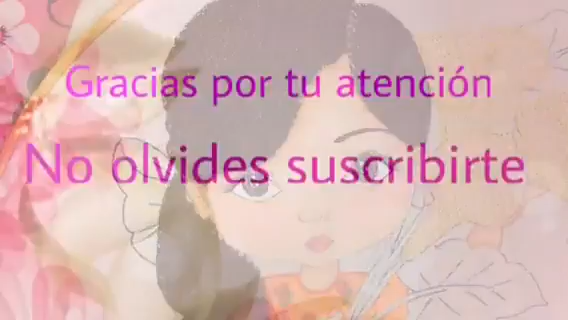 Gracias por tu atención
No olvides suscribirte